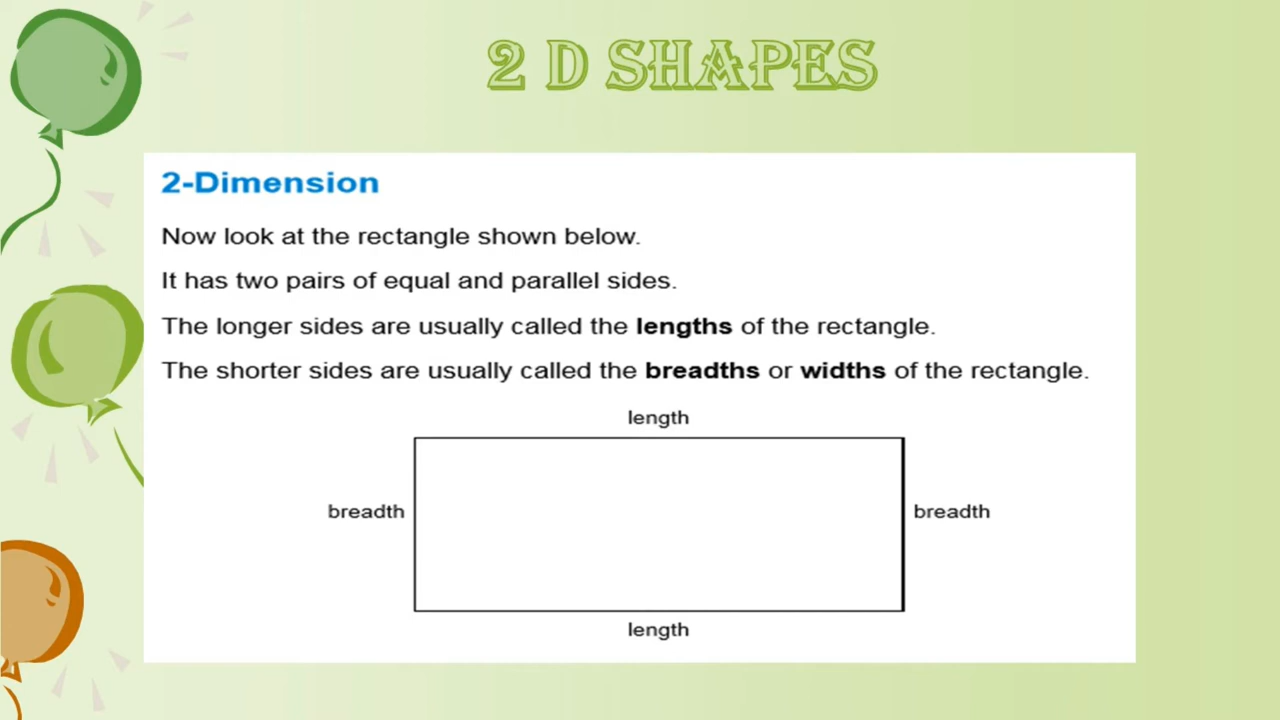 2 D SHAPES
2-Dimension
Now look at the rectangle shown below.
It has two pairs of equal and parallel sides.
The longer sides are usually called the lengths of the rectangle.
The shorter sides are usually called the breadths or widths of the rectangle.
length
breadth
breadth
length